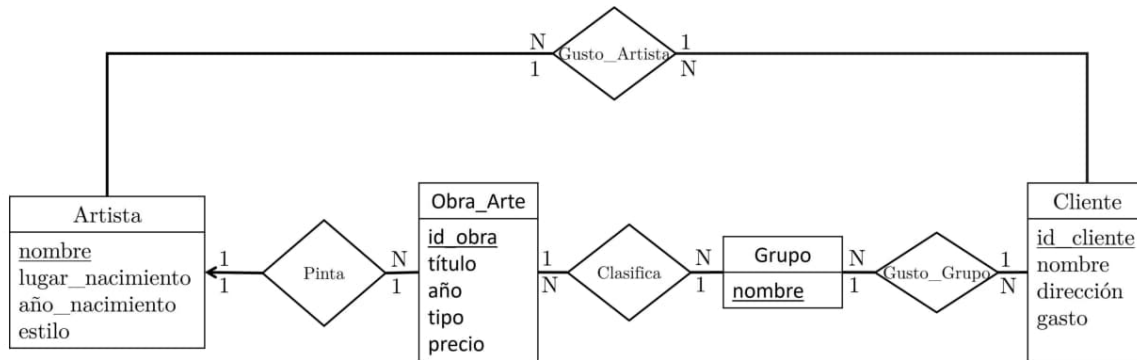 N 1
Gusto_Artista
1 N
Artista
nombre
lugar_nacimiento
año_nacimiento
estilo
1 N
Pinta
1 1
Obra_Arte
id_obra
título
año
tipo
precio
1 N
Clasifica
N 1
Grupo
nombre
N 1
Gusto_Grupo
1 N
Cliente
id_cliente
nombre
dirección
gasto